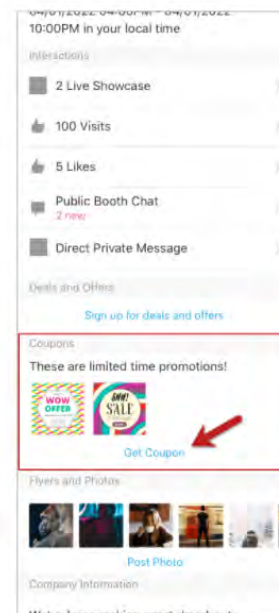 10:00PM in your local time
Interactions
2 Live Showcase
100 Visits
5 Likes
Public Booth Chat
2 new
Direct Private Message
Deals and Offers
Sign up for deals and offers
Coupons
These are limited time promotions!
WOW
OFFER
SALE
Get Coupon
Flyers and Photos
Post Photo
Company Information